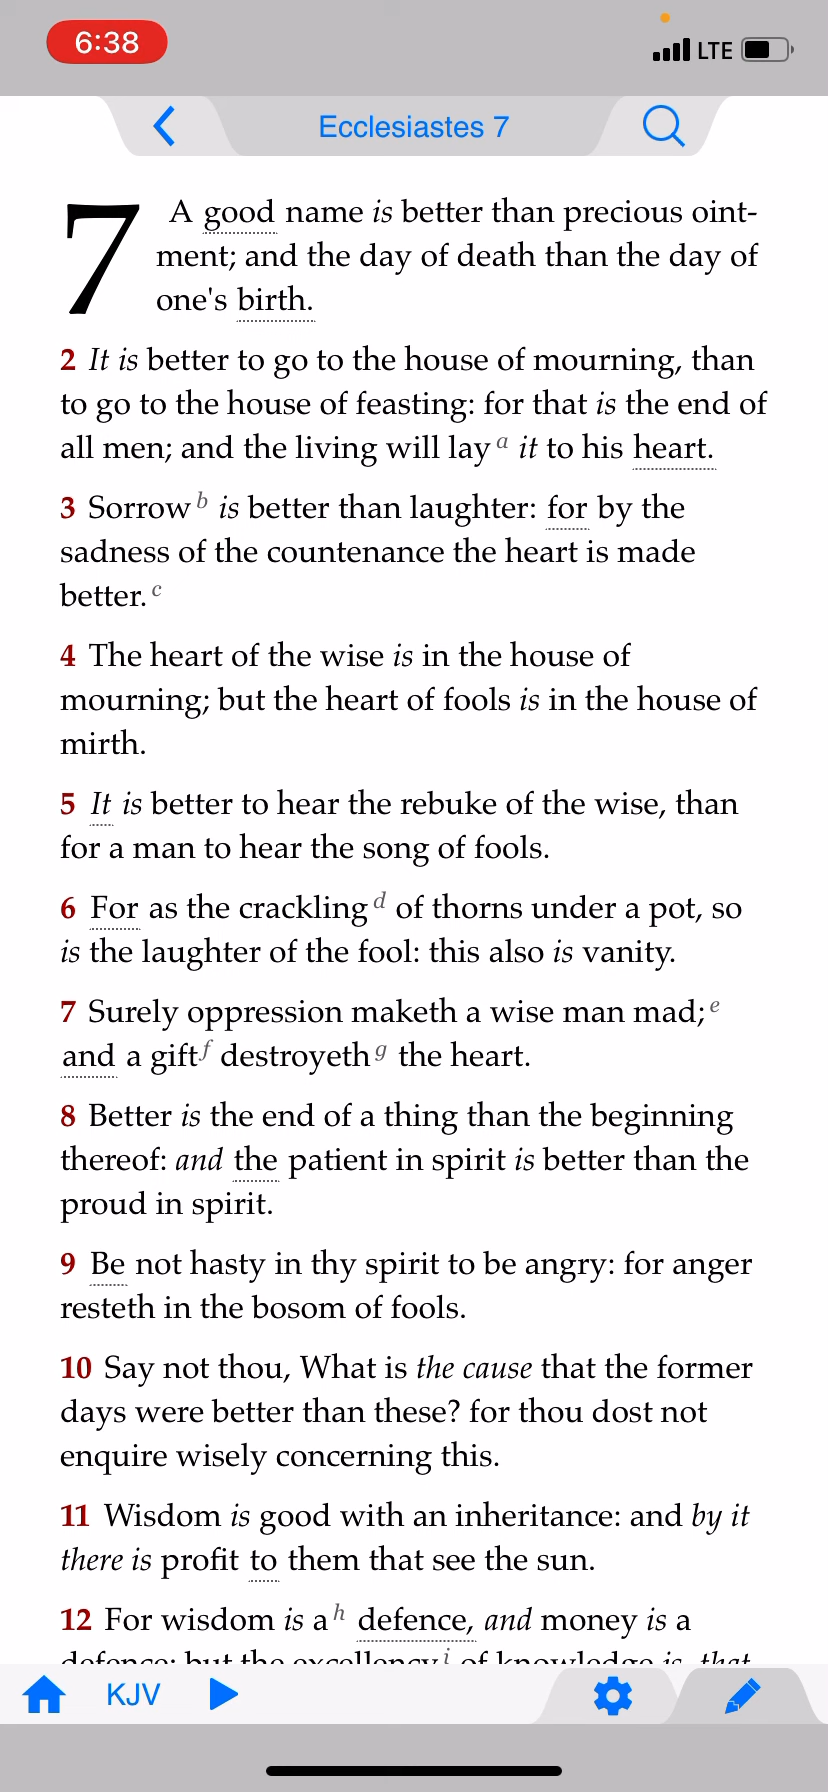 6:38
LTE
Ecclesiastes 7
7 A good name is better than precious oint-
ment; and the day of death than the day of
one's birth.
2 It is better to go to the house of mourning, than
to go to the house of feasting: for that is the end of
all men; and the living will lay a it to his heart.
3 Sorrow b is better than laughter: for by the
sadness of the countenance the heart is made
better. c
4 The heart of the wise is in the house of
mourning; but the heart of fools is in the house of
mirth.
5 It is better to hear the rebuke of the wise, than
for a man to hear the song of fools.
6 For as the crackling d of thorns under a pot, so
is the laughter of the fool: this also is vanity.
7 Surely oppression maketh a wise man mad; e
and a gift f destroyeth g the heart.
8 Better is the end of a thing than the beginning
thereof: and the patient in spirit is better than the
proud in spirit.
9 Be not hasty in thy spirit to be angry: for anger
resteth in the bosom of fools.
10 Say not thou, What is the cause that the former
days were better than these? for thou dost not
enquire wisely concerning this.
11 Wisdom is good with an inheritance: and by it
there is profit to them that see the sun.
12 For wisdom is a h defence, and money is a
defence: but the excellency i of knowledge is, that
KJV